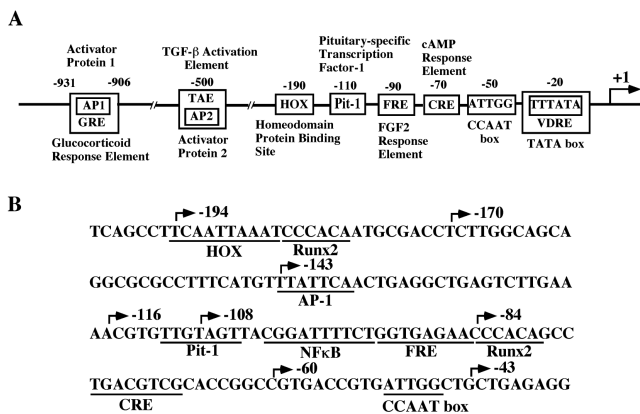 A
Activator Protein 1
TGF-β Activation Element
Pituitary-specific Transcription Factor-1
cAMP Response Element
-931
-906
-500
-190
-110
-90
-70
-50
-20
+1
AP1
GRE
TAE
AP2
HOX
Pit-1
FRE
CRE
ATTGG
TTTATA
VDRE
Glucocorticoid Response Element
Activator Protein 2
Homeodomain Protein Binding Site
FGF2 Response Element
CCAAT box
TATA box
B
-194
-170
TCAGCCTTCAATTAAATCCCACAATGCGACCTCTTGGCAGCA
HOX
Runx2
-143
GGCGCGCCTTTCATGTTTATTCAACTGAGGCTGAGTCTTGAA
AP-1
-116
-108
-84
AACGTGTTGTAGTTACGGATTTTCTGGTGAGAACCCACAGCC
Pit-1
NFκB
FRE
Runx2
-60
-43
TGACGTCGCACCGGCCGTGACCGTGATTGGCTGCTGAGAGG
CRE
CCAAT box